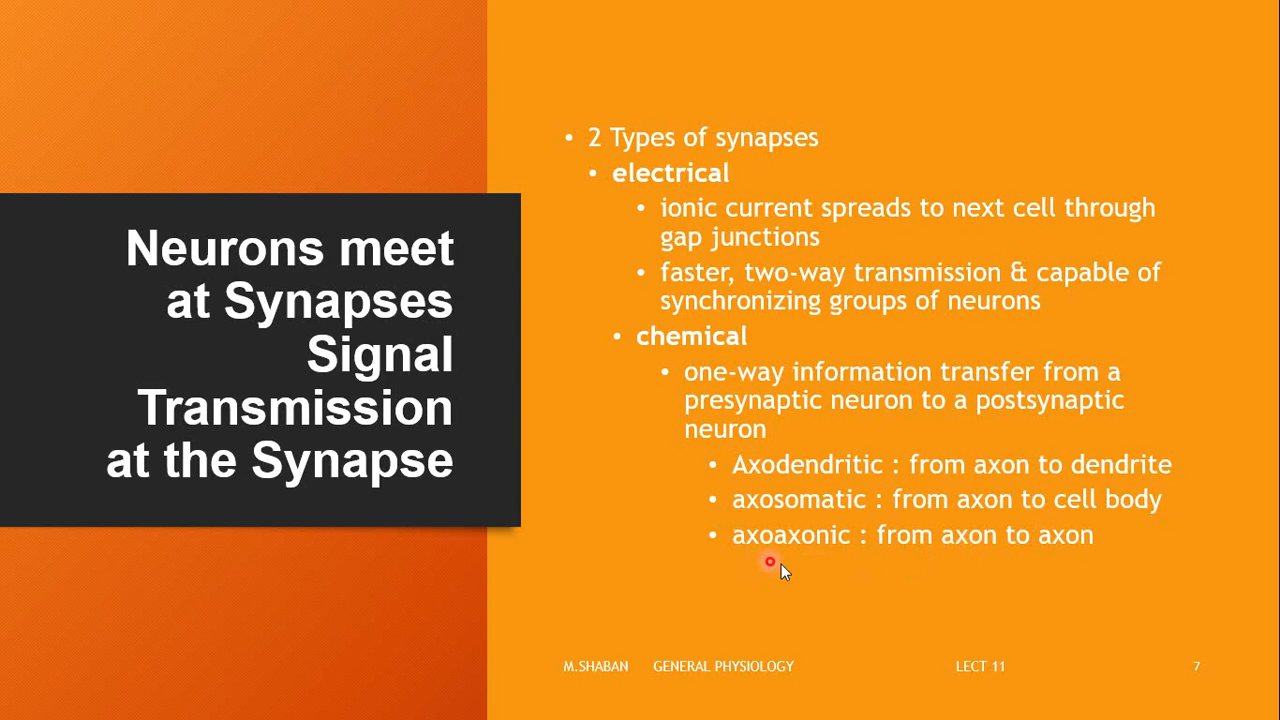 Neurons meet
at Synapses
Signal
Transmission
at the Synapse
• 2 Types of synapses
• electrical
• ionic current spreads to next cell through
gap junctions
• faster, two-way transmission & capable of
synchronizing groups of neurons
• chemical
• one-way information transfer from a
presynaptic neuron to a postsynaptic
neuron
• Axodendritic : from axon to dendrite
• axosomatic : from axon to cell body
• axoaxonic : from axon to axon
M.SHABAN GENERAL PHYSIOLOGY LECT 11 7